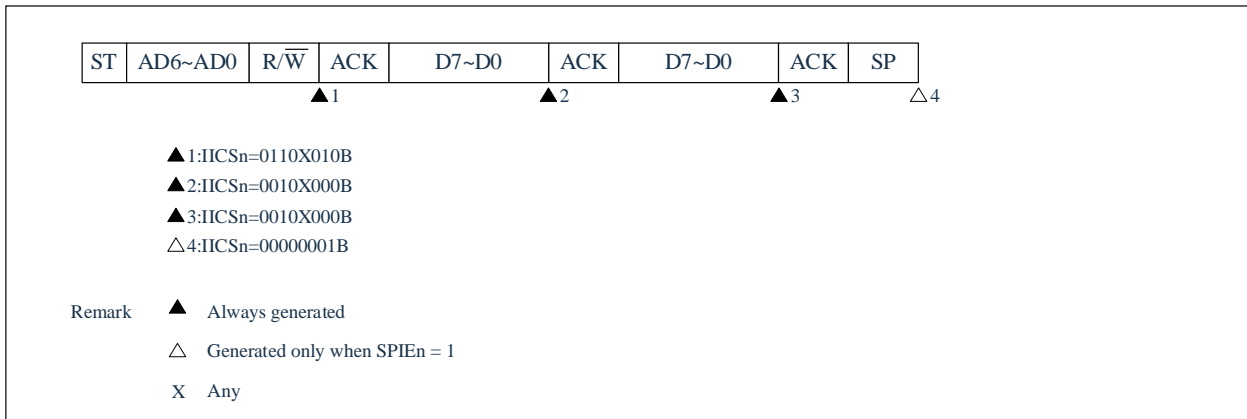 ST AD6~AD0 R/W̅ ACK D7~D0 ACK D7~D0 ACK SP
▲1 ▲2 ▲3 △4
▲1:IICSn=0110X010B
▲2:IICSn=0010X000B
▲3:IICSn=0010X000B
△4:IICSn=00000001B
Remark ▲ Always generated
△ Generated only when SPIEn = 1
X Any